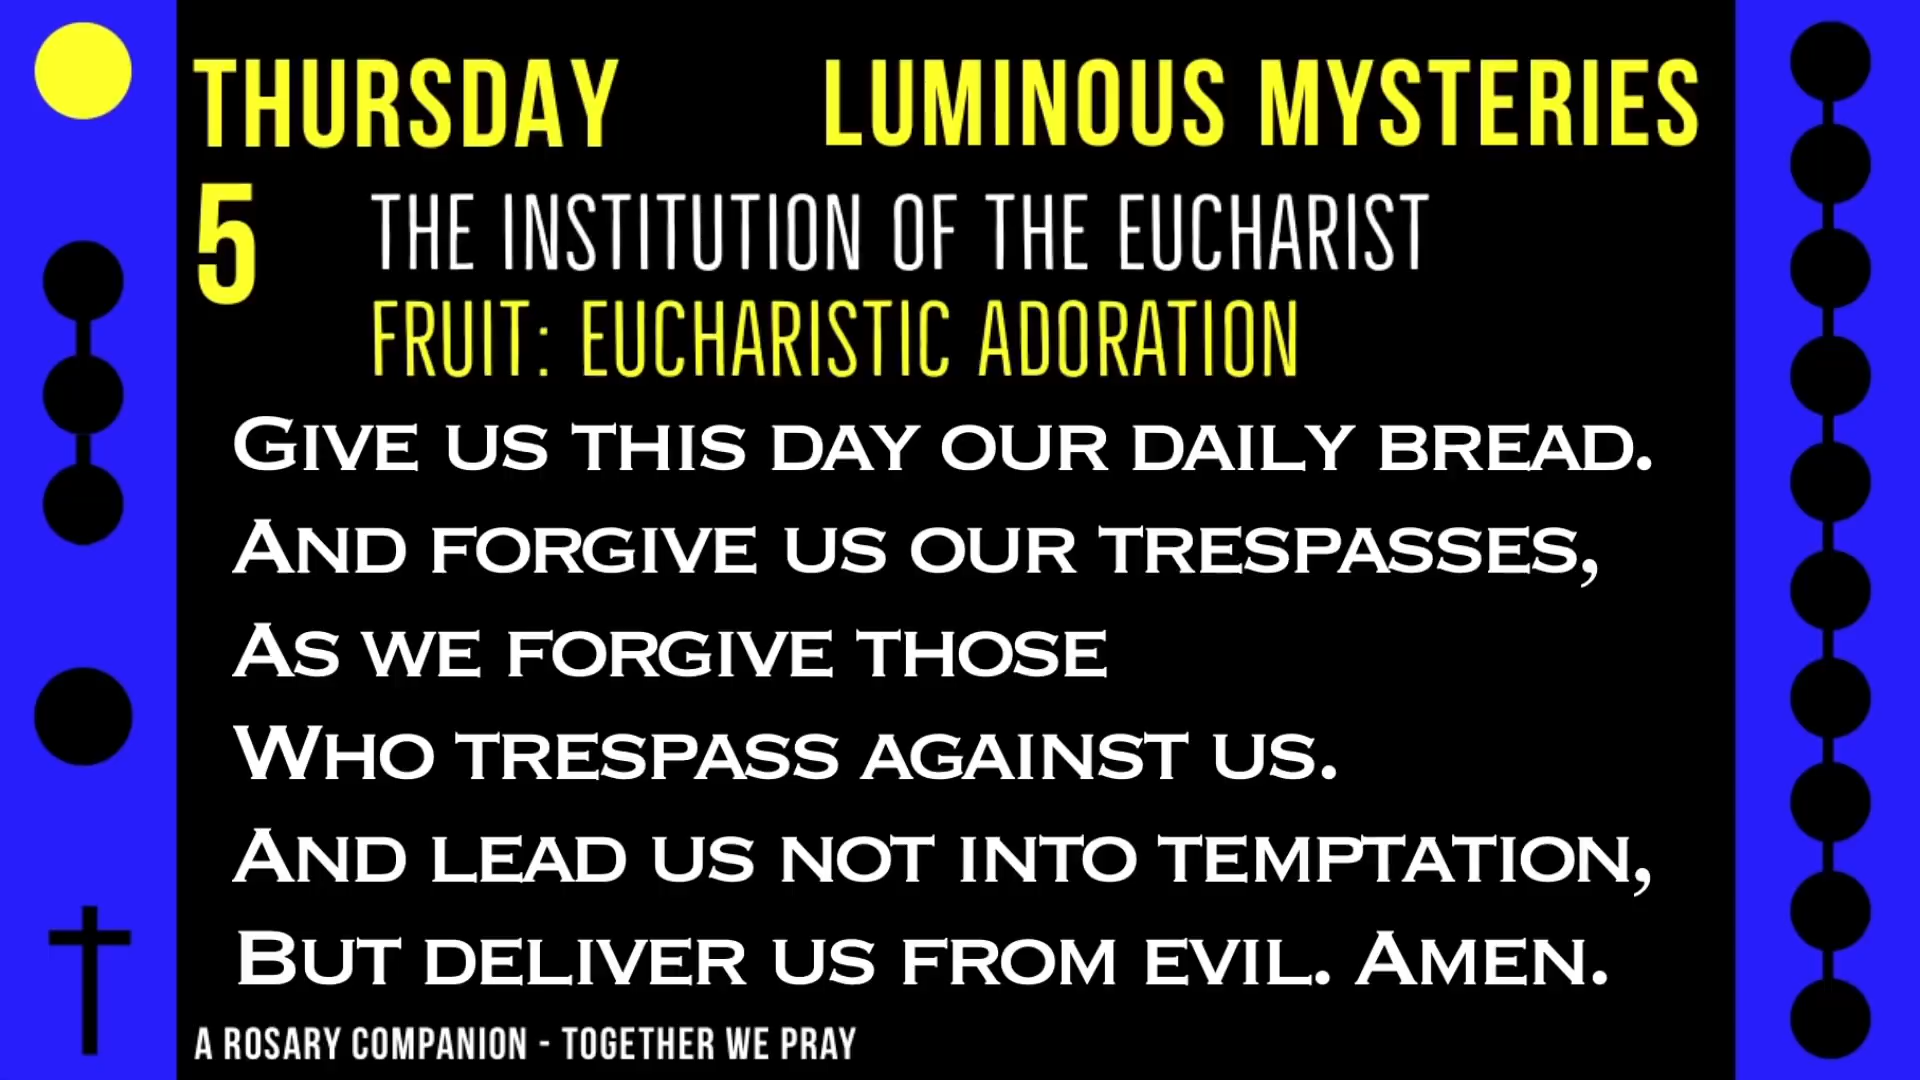 THURSDAY LUMINOUS MYSTERIES
5 THE INSTITUTION OF THE EUCHARIST
FRUIT: EUCHARISTIC ADORATION
GIVE US THIS DAY OUR DAILY BREAD.
AND FORGIVE US OUR TRESPASSES,
AS WE FORGIVE THOSE
WHO TRESPASS AGAINST US.
AND LEAD US NOT INTO TEMPTATION,
BUT DELIVER US FROM EVIL. AMEN.
A ROSARY COMPANION - TOGETHER WE PRAY